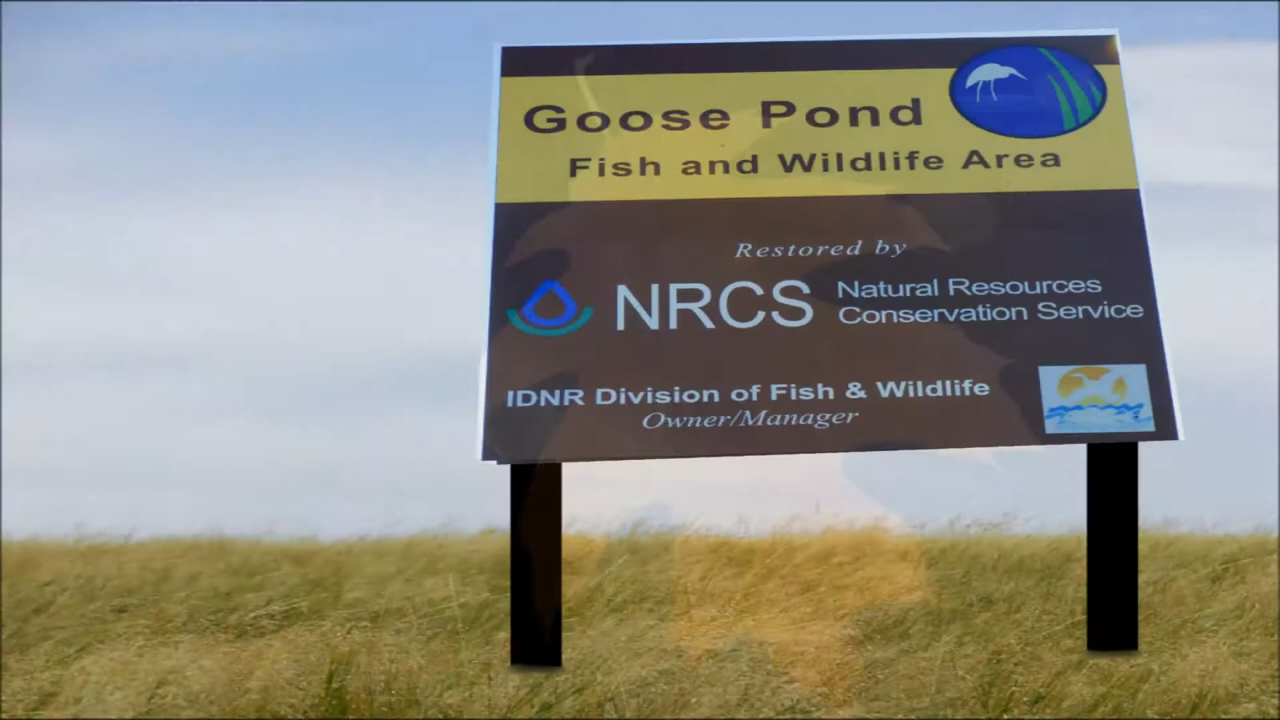 Goose Pond
Fish and Wildlife Area
Restored by
NRCS
Natural Resources
Conservation Service
IDNR Division of Fish & Wildlife
Owner/Manager